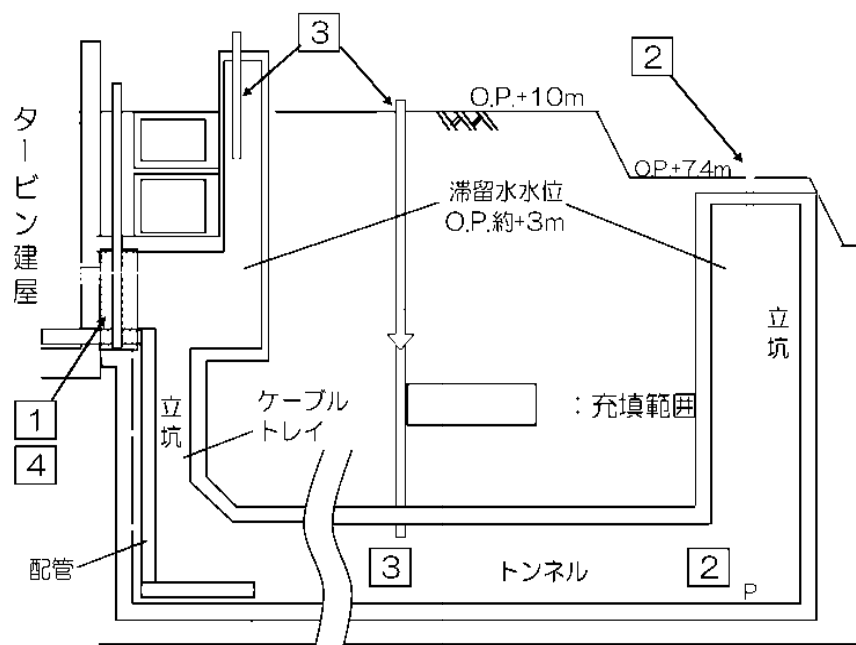 3
2
O.P.+10m
タービン建屋
O.P.+7.4m
滞留水水位
O.P.約+3m
立坑
1
4
立坑
ケーブル
トレイ
：充填範囲
配管
3
トンネル
2
P